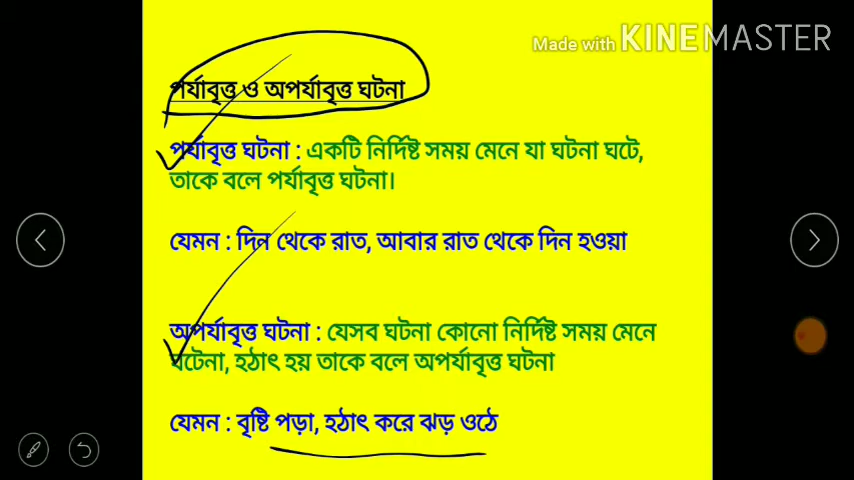 Made with KINEMASTER
পর্যাবৃত্ত ও অপর্যাবৃত্ত ঘটনা
পর্যাবৃত্ত ঘটনা : একটি নির্দিষ্ট সময় মেনে যা ঘটনা ঘটে,
তাকে বলে পর্যাবৃত্ত ঘটনা।
যেমন : দিন থেকে রাত, আবার রাত থেকে দিন হওয়া
অপর্যাবৃত্ত ঘটনা : যেসব ঘটনা কোনো নির্দিষ্ট সময় মেনে
ঘটেনা, হঠাৎ হয় তাকে বলে অপর্যাবৃত্ত ঘটনা
যেমন : বৃষ্টি পড়া, হঠাৎ করে ঝড় ওঠে